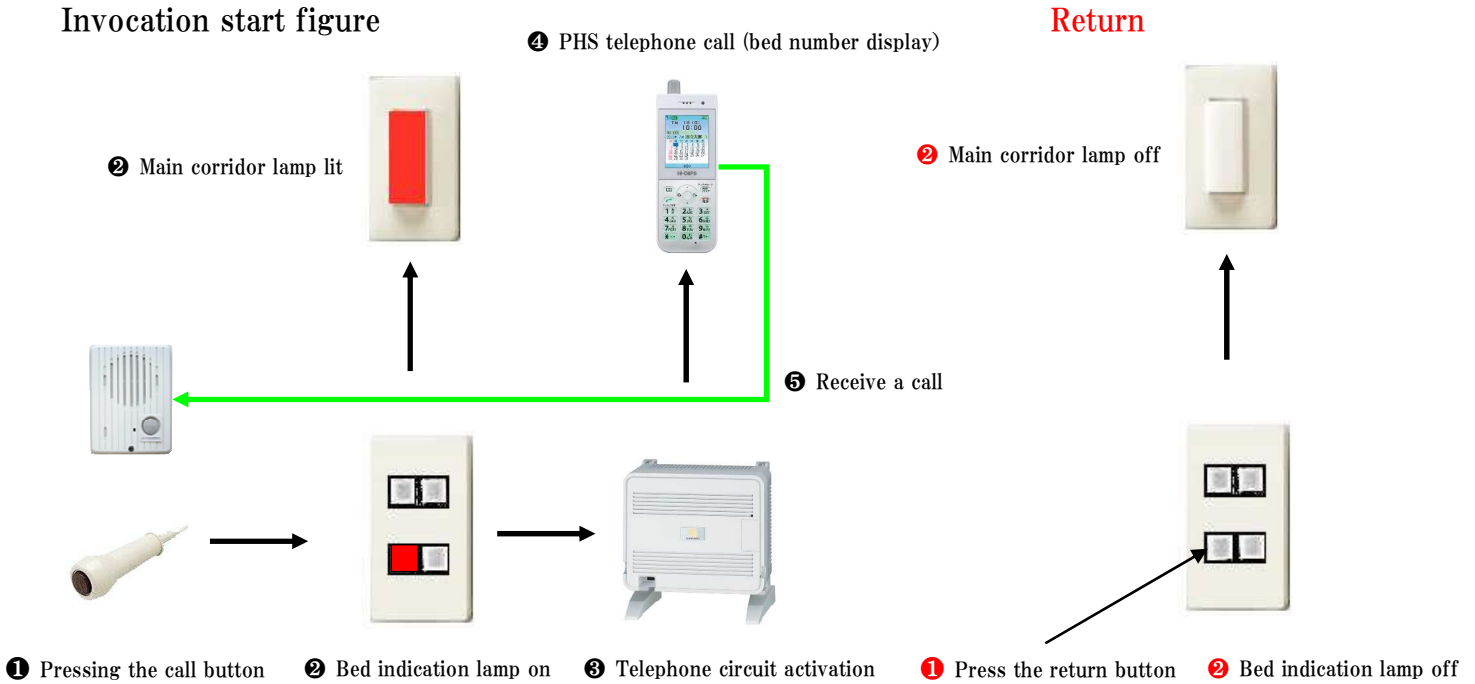 Invocation start figure
Return
❹ PHS telephone call (bed number display)
❷ Main corridor lamp lit
❷ Main corridor lamp off
10:00
❺ Receive a call
❶ Pressing the call button
❷ Bed indication lamp on
❸ Telephone circuit activation
❶ Press the return button
❷ Bed indication lamp off